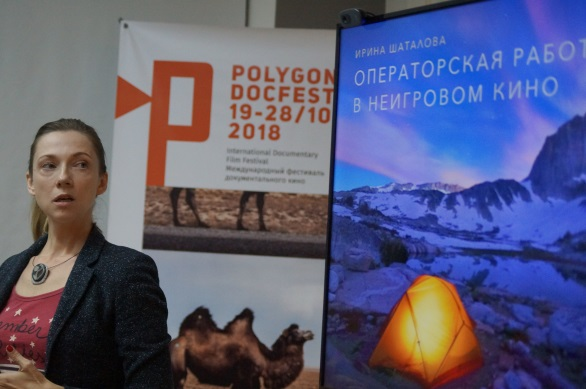 P
POLYGON
DOCFEST
19-28/10
2018
International Documentary
Film Festival
Международный фестиваль
документального кино
ИРИНА ШАТАЛОВА
ОПЕРАТОРСКАЯ РАБОТ
В НЕИГРОВОМ КИНО